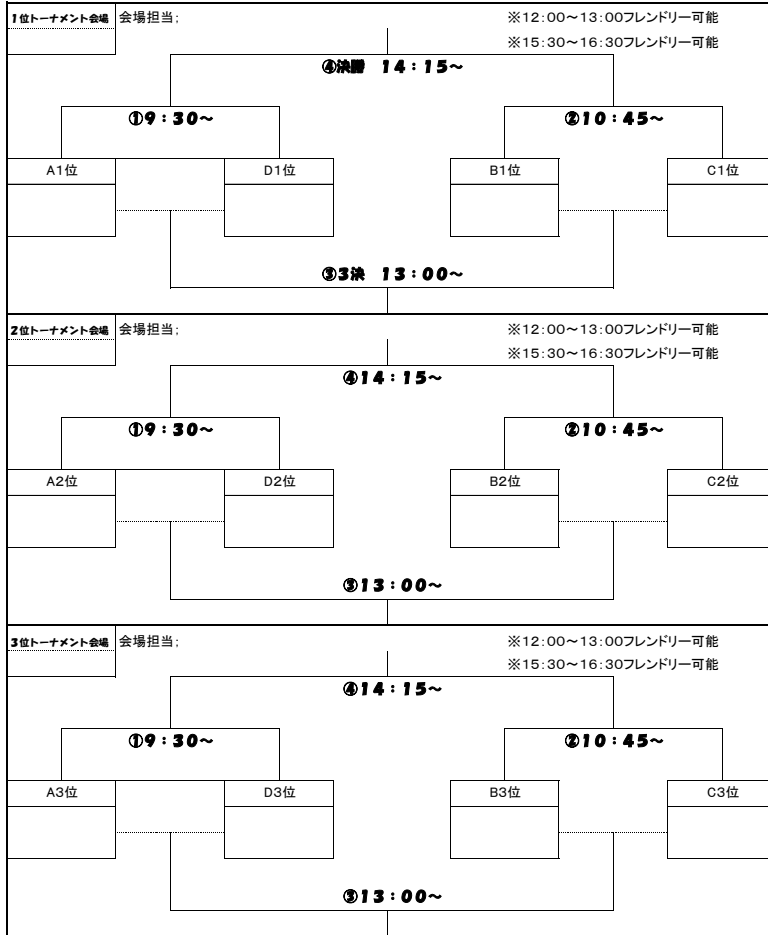 1位トーナメント会場 会場担当; ※12:00～13:00フレンドリー可能
※15:30～16:30フレンドリー可能
④決勝 14:15～
①9:30～ ②10:45～
A1位 D1位 B1位 C1位
③3決 13:00～
2位トーナメント会場 会場担当; ※12:00～13:00フレンドリー可能
※15:30～16:30フレンドリー可能
④14:15～
①9:30～ ②10:45～
A2位 D2位 B2位 C2位
③13:00～
3位トーナメント会場 会場担当; ※12:00～13:00フレンドリー可能
※15:30～16:30フレンドリー可能
④14:15～
①9:30～ ②10:45～
A3位 D3位 B3位 C3位
③13:00～